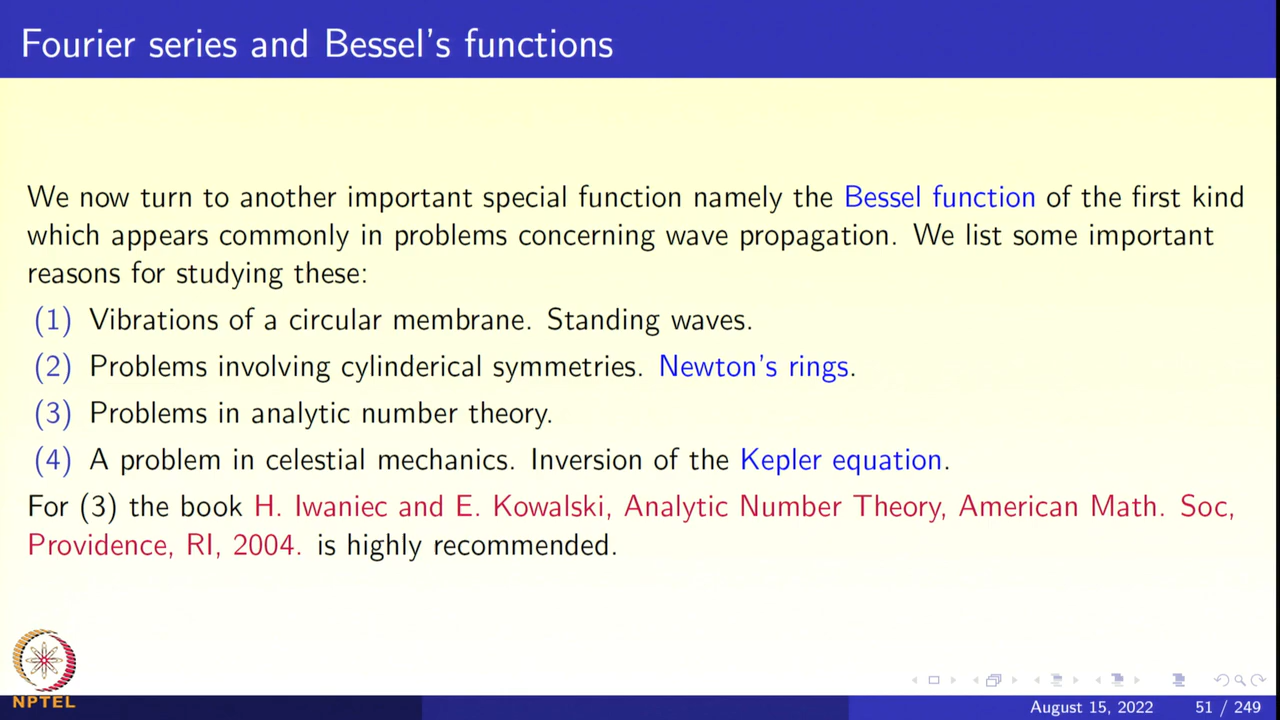 Fourier series and Bessel's functions
We now turn to another important special function namely the Bessel function of the first kind
which appears commonly in problems concerning wave propagation. We list some important
reasons for studying these:
(1) Vibrations of a circular membrane. Standing waves.
(2) Problems involving cylinderical symmetries. Newton's rings.
(3) Problems in analytic number theory.
(4) A problem in celestial mechanics. Inversion of the Kepler equation.
For (3) the book H. Iwaniec and E. Kowalski, Analytic Number Theory, American Math. Soc,
Providence, RI, 2004. is highly recommended.
NPTEL
August 15, 2022 51 / 249